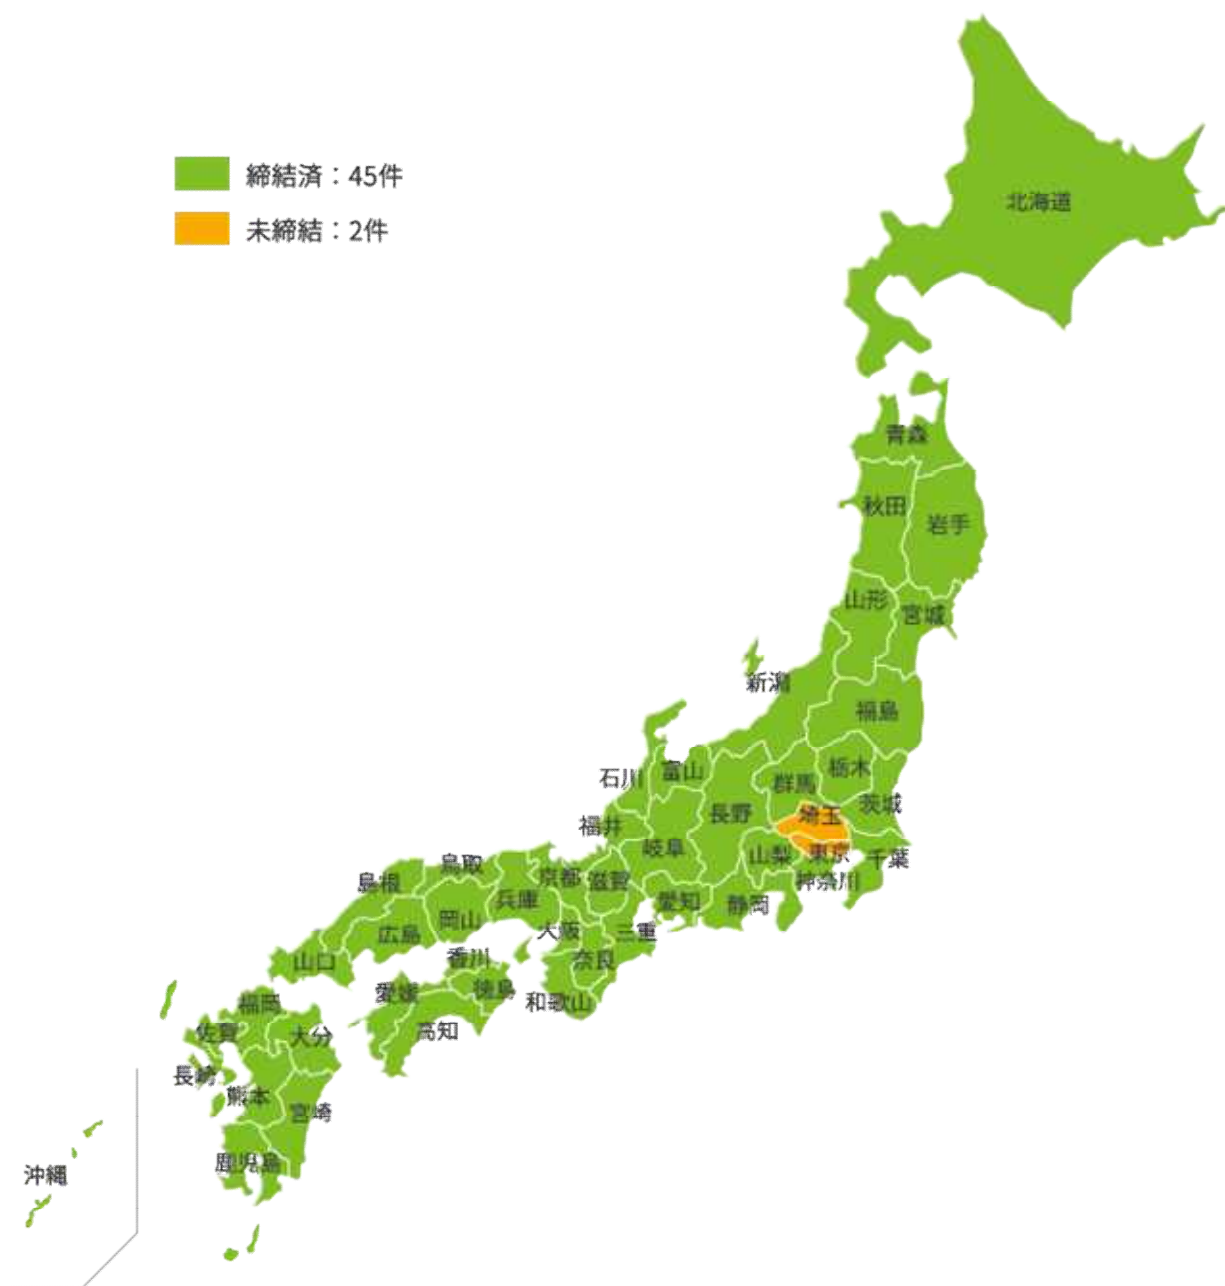 締結済：45件
未締結：2件
北海道
青森
秋田
岩手
山形
宮城
新潟
福島
石川
富山
群馬
栃木
茨城
長野
埼玉
福井
岐阜
山梨
東京
千葉
神奈川
鳥取
島根
京都
滋賀
兵庫
愛知
静岡
岡山
広島
大阪
三重
山口
香川
奈良
愛媛
徳島
和歌山
福岡
佐賀
大分
高知
長崎
熊本
宮崎
鹿児島
沖縄